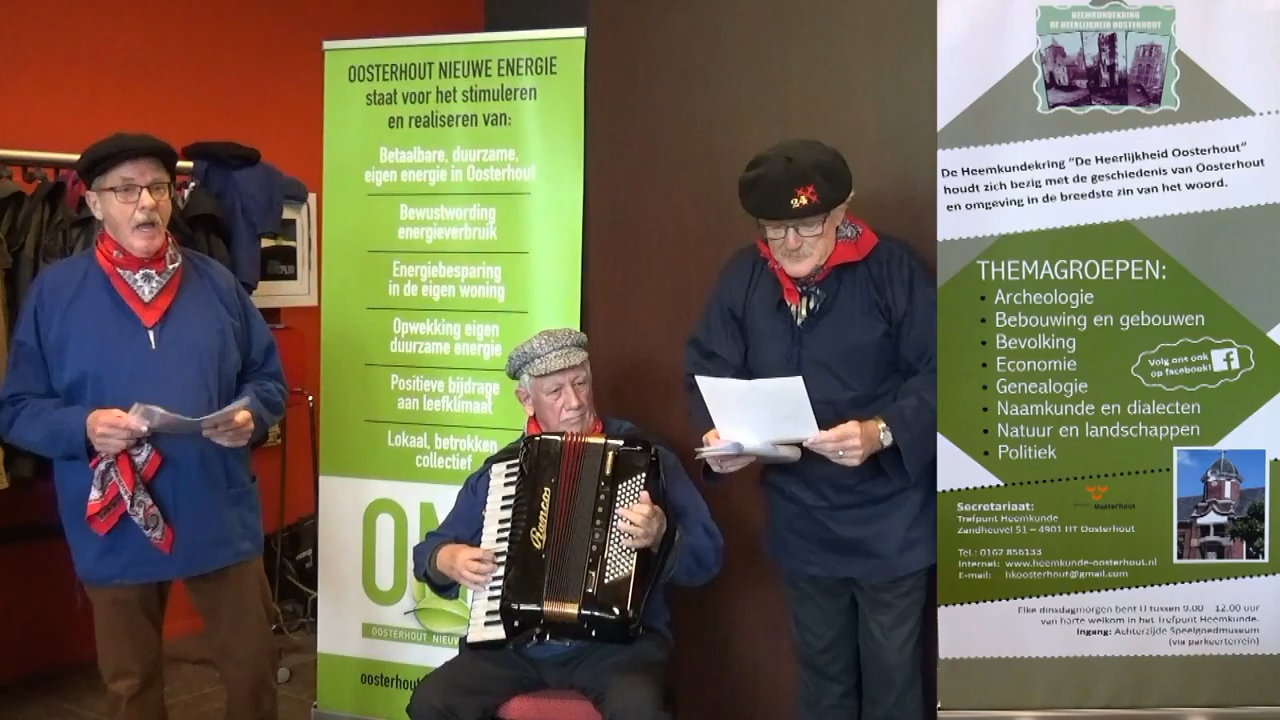 OOSTERHOUT NIEUWE ENERGIE
staat voor het stimuleren
en realiseren van:
Betaalbare, duurzame,
eigen energie in Oosterhout
Bewustwording
energieverbruik
Energiebesparing
in de eigen woning
Opwekking eigen
duurzame energie
Positieve bijdrage
aan leefklimaat
Lokaal, betrokken
collectief
OOSTERHOUT NIEUW
oosterhout
24
HEEMKUNDEKRING
DE HEERLIJKHEID OOSTERHOUT
De Heemkundekring "De Heerlijkheid Oosterhout"
houdt zich bezig met de geschiedenis van Oosterhout
en omgeving in de breedste zin van het woord.
THEMAGROEPEN:
• Archeologie
• Bebouwing en gebouwen
• Bevolking
• Economie
• Genealogie
• Naamkunde en dialecten
• Natuur en landschappen
• Politiek
Volg ons ook
op facebook! f
Oosterhout
Secretariaat:
Trefpunt Heemkunde
Zandheuvel 51 – 4901 HT Oosterhout
Tel.: 0162 856133
Internet: www.heemkunde-oosterhout.nl
E-mail: hkoosterhout@gmail.com
Elke dinsdagmorgen bent U tussen 9.00 12.00 uur
van harte welkom in het Trefpunt Heemkunde.
Ingang: Achterzijde Speelgoedmuseum
(via parkeerterrein)